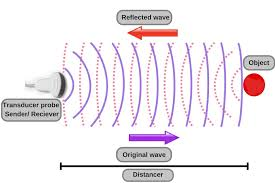 Reflected wave
Object
Transducer probe
Sender/ Reciever
Original wave
Distancer